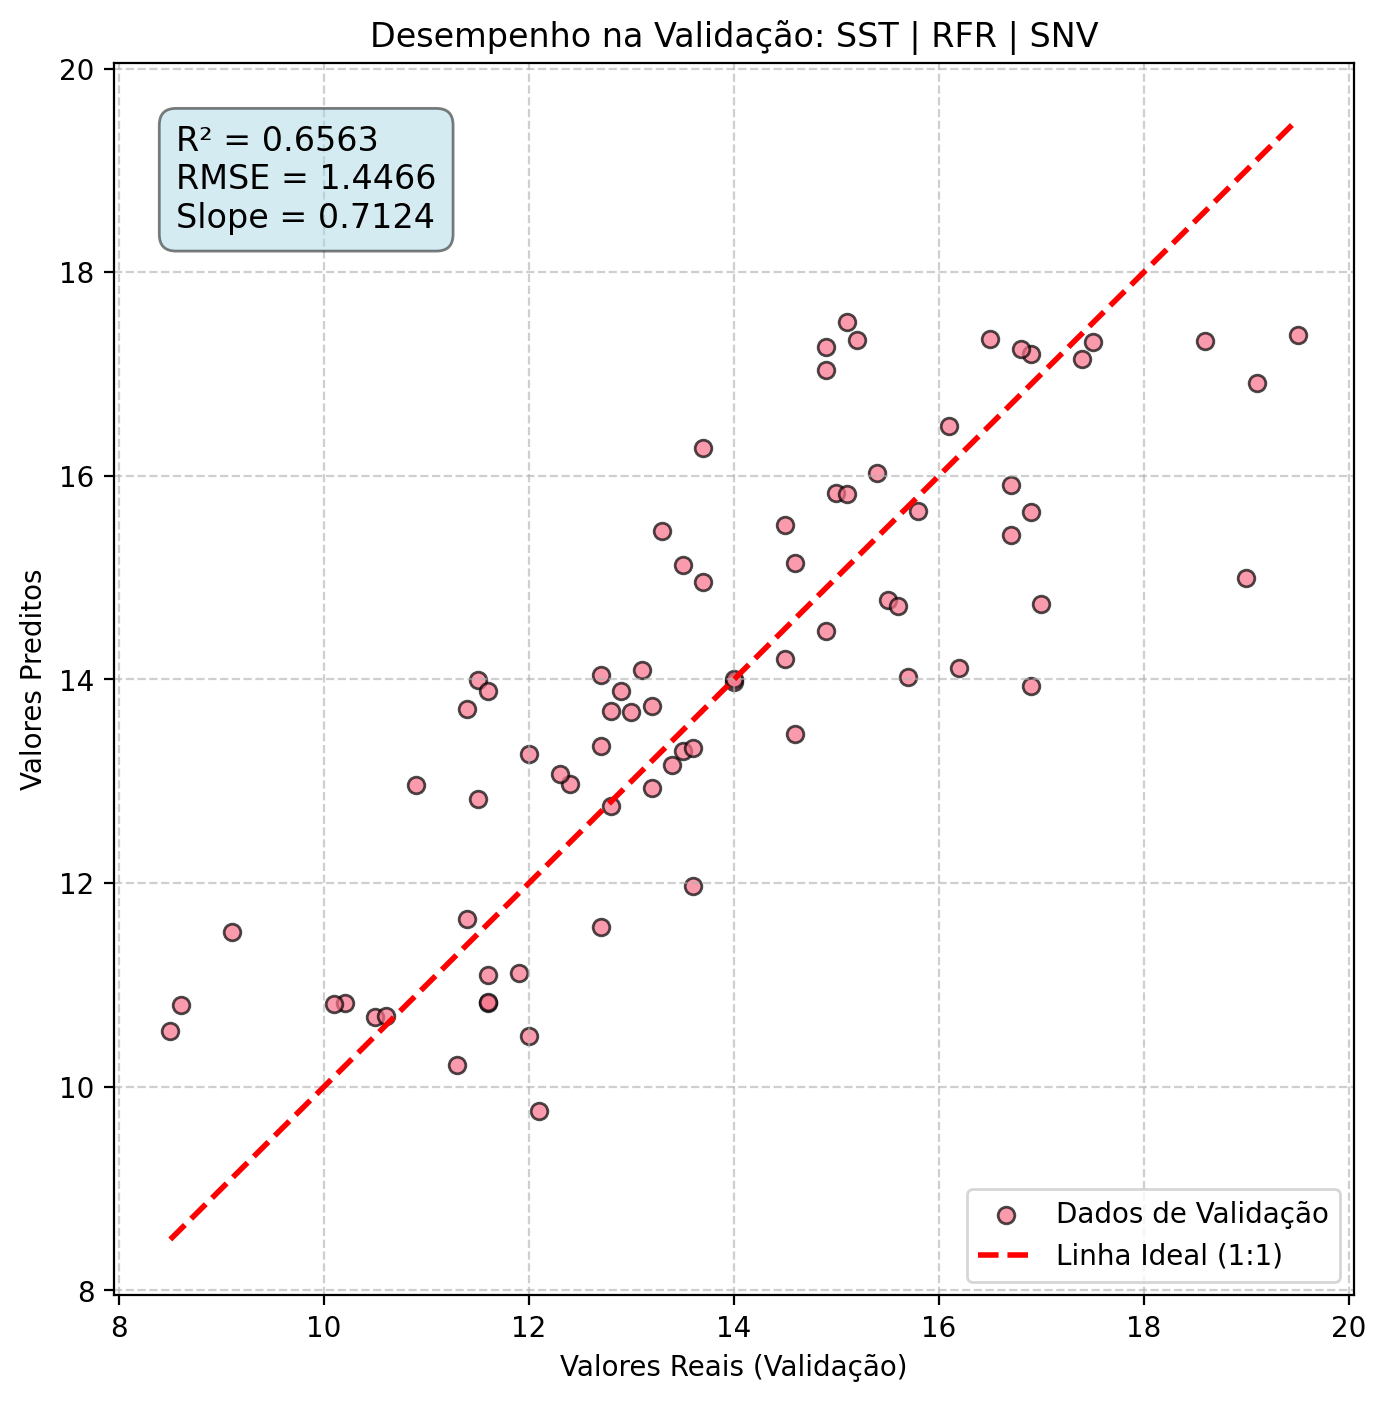 Desempenho na Validação: SST | RFR | SNV
R² = 0.6563
RMSE = 1.4466
Slope = 0.7124
20
18
16
14
12
10
8
Valores Preditos
Dados de Validação
Linha Ideal (1:1)
8 10 12 14 16 18 20
Valores Reais (Validação)